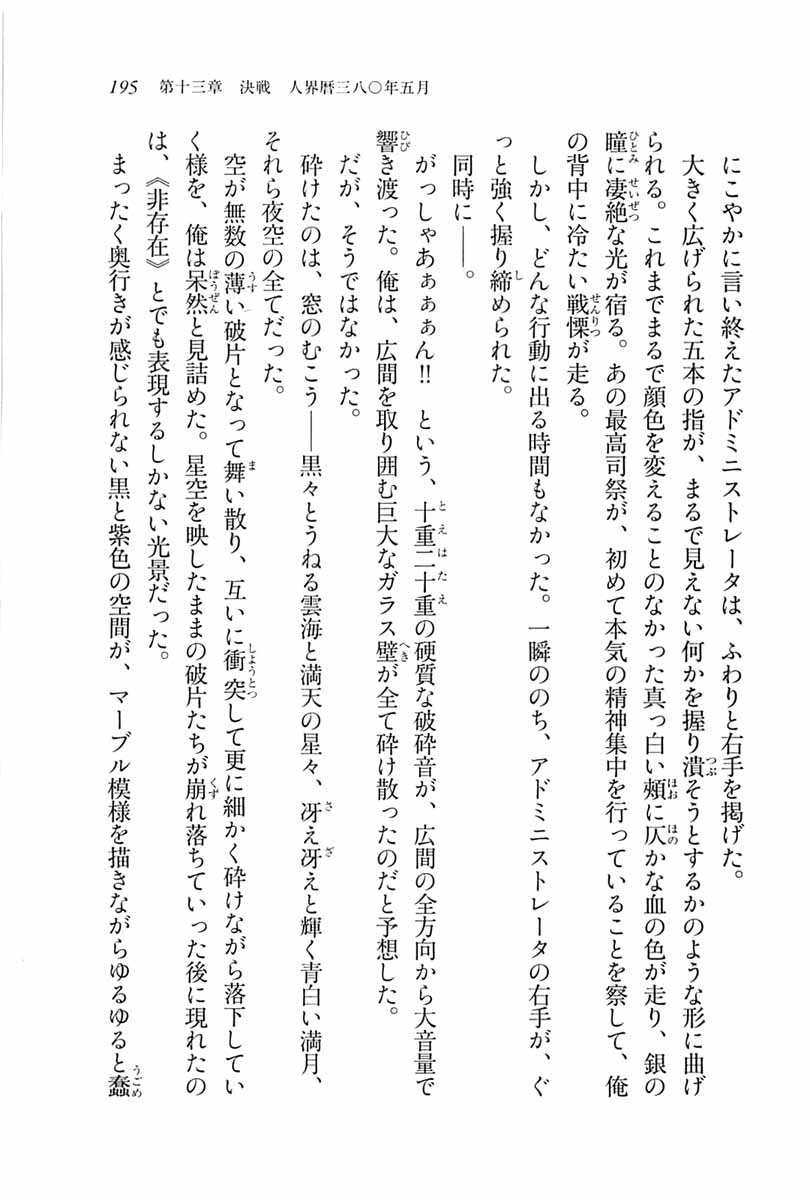 195　第十三章　決戦　人界暦三八〇年五月
にこやかに言い終えたアドミニストレータは、ふわりと右手を掲げた。
大きく広げられた五本の指が、まるで見えない何かを握り潰そうとするかのような形に曲げ
られる。これまでまるで顔色を変えることのなかった真っ白い頰に仄かな血の色が走り、銀の
瞳に凄絶な光が宿る。あの最高司祭が、初めて本気の精神集中を行っていることを察して、俺
の背中に冷たい戦慄が走る。
しかし、どんな行動に出る時間もなかった。一瞬ののち、アドミニストレータの右手が、ぐ
っと強く握り締められた。
同時に――。
がっしゃあぁぁぁん!!　という、十重二十重の硬質な破砕音が、広間の全方向から大音量で
響き渡った。俺は、広間を取り囲む巨大なガラス壁が全て砕け散ったのだと予想した。
だが、そうではなかった。
砕けたのは、窓のむこう――黒々とうねる雲海と満天の星々、冴え冴えと輝く青白い満月、
それら夜空の全てだった。
空が無数の薄い破片となって舞い散り、互いに衝突して更に細かく砕けながら落下してい
く様を、俺は呆然と見詰めた。星空を映したままの破片たちが崩れ落ちていった後に現れたの
は、《非存在》とでも表現するしかない光景だった。
まったく奥行きが感じられない黒と紫色の空間が、マーブル模様を描きながらゆるゆると蠢